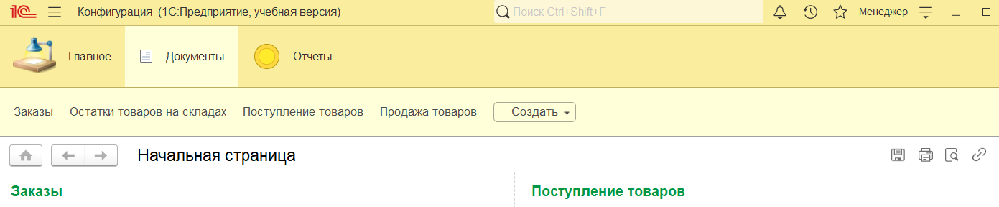 1С Конфигурация (1С:Предприятие, учебная версия) Поиск Ctrl+Shift+F Менеджер
Главное Документы Отчеты
Заказы Остатки товаров на складах Поступление товаров Продажа товаров Создать
Начальная страница
Заказы Поступление товаров